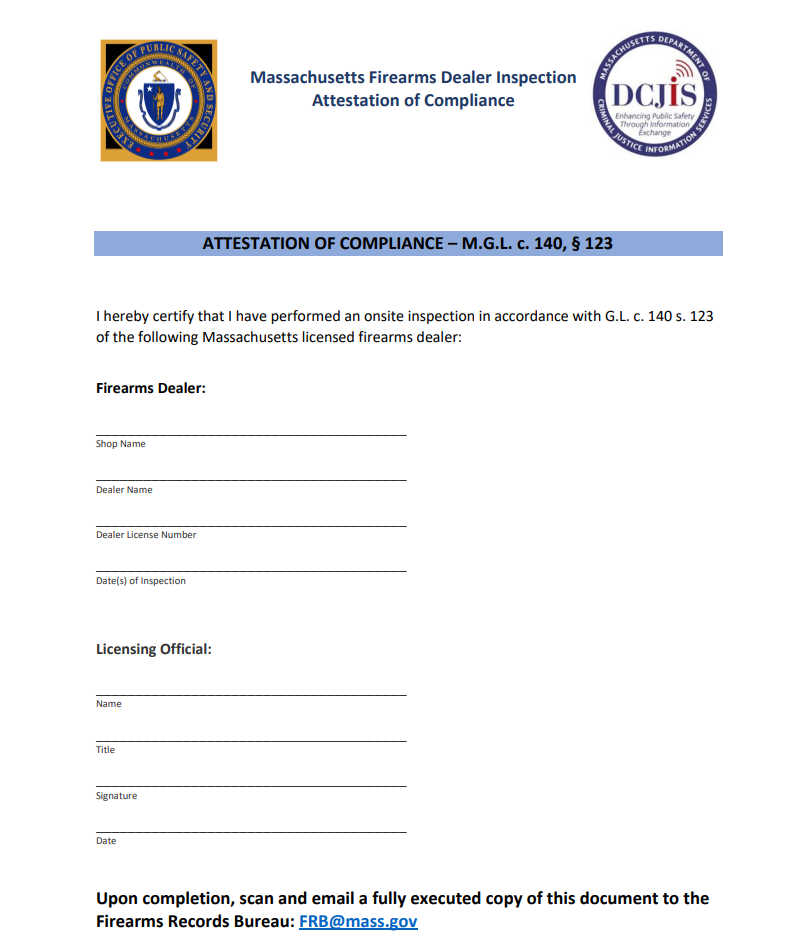 EXECUTIVE OFFICE OF PUBLIC SAFETY AND SECURITY
COMMONWEALTH OF MASSACHUSETTS
Massachusetts Firearms Dealer Inspection
Attestation of Compliance
MASSACHUSETTS DEPARTMENT OF
CRIMINAL JUSTICE INFORMATION SERVICES
DCJiS
Enhancing Public Safety
Through Information
Exchange
ATTESTATION OF COMPLIANCE – M.G.L. c. 140, § 123
I hereby certify that I have performed an onsite inspection in accordance with G.L. c. 140 s. 123
of the following Massachusetts licensed firearms dealer:
Firearms Dealer:
Shop Name
Dealer Name
Dealer License Number
Date(s) of Inspection
Licensing Official:
Name
Title
Signature
Date
Upon completion, scan and email a fully executed copy of this document to the
Firearms Records Bureau: FRB@mass.gov